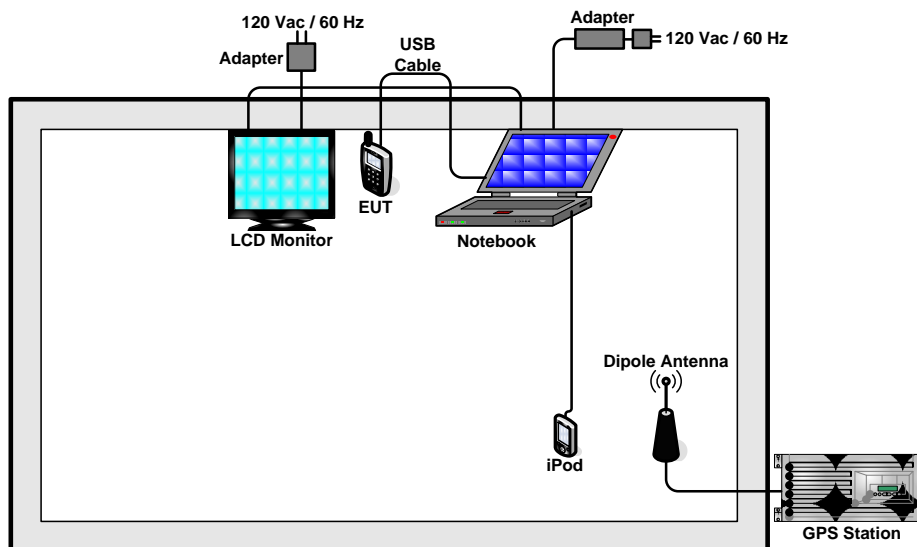 120 Vac / 60 Hz
Adapter
USB
Cable
Adapter
120 Vac / 60 Hz
LCD Monitor
EUT
Notebook
Dipole Antenna
iPod
GPS Station